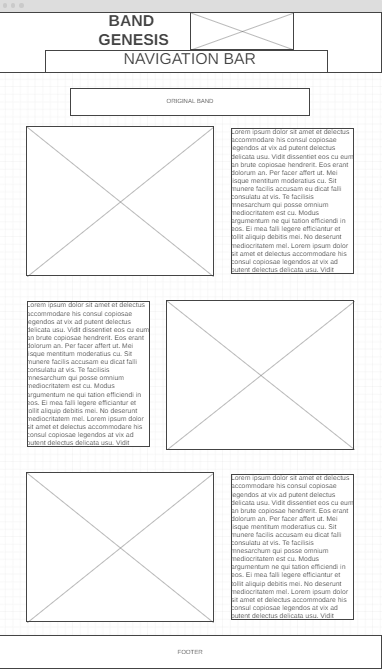 BAND
GENESIS
NAVIGATION BAR
ORIGINAL BAND
Lorem ipsum dolor sit amet et delectus
accommodare his consul copiosae
legendos at vix ad putent delectus
delicata usu. Vidit dissentiet eos cu eum
an brute copiosae hendrerit. Eos erant
dolorum an. Per facer affert ut. Mei
iisque mentitum moderatius cu. Sit
munere facilis accusam eu dicat falli
consulatu at vis. Te facilisis
mnesarchum qui posse omnium
mediocritatem est cu. Modus
argumentum ne qui tation efficiendi in
eos. Ei mea falli legere efficiantur et
tollit aliquip debitis mei. No deserunt
mediocritatem mel. Lorem ipsum dolor
sit amet et delectus accommodare his
consul copiosae legendos at vix ad
putent delectus delicata usu. Vidit
Lorem ipsum dolor sit amet et delectus
accommodare his consul copiosae
legendos at vix ad putent delectus
delicata usu. Vidit dissentiet eos cu eum
an brute copiosae hendrerit. Eos erant
dolorum an. Per facer affert ut. Mei
iisque mentitum moderatius cu. Sit
munere facilis accusam eu dicat falli
consulatu at vis. Te facilisis
mnesarchum qui posse omnium
mediocritatem est cu. Modus
argumentum ne qui tation efficiendi in
eos. Ei mea falli legere efficiantur et
tollit aliquip debitis mei. No deserunt
mediocritatem mel. Lorem ipsum dolor
sit amet et delectus accommodare his
consul copiosae legendos at vix ad
putent delectus delicata usu. Vidit
Lorem ipsum dolor sit amet et delectus
accommodare his consul copiosae
legendos at vix ad putent delectus
delicata usu. Vidit dissentiet eos cu eum
an brute copiosae hendrerit. Eos erant
dolorum an. Per facer affert ut. Mei
iisque mentitum moderatius cu. Sit
munere facilis accusam eu dicat falli
consulatu at vis. Te facilisis
mnesarchum qui posse omnium
mediocritatem est cu. Modus
argumentum ne qui tation efficiendi in
eos. Ei mea falli legere efficiantur et
tollit aliquip debitis mei. No deserunt
mediocritatem mel. Lorem ipsum dolor
sit amet et delectus accommodare his
consul copiosae legendos at vix ad
putent delectus delicata usu. Vidit
FOOTER